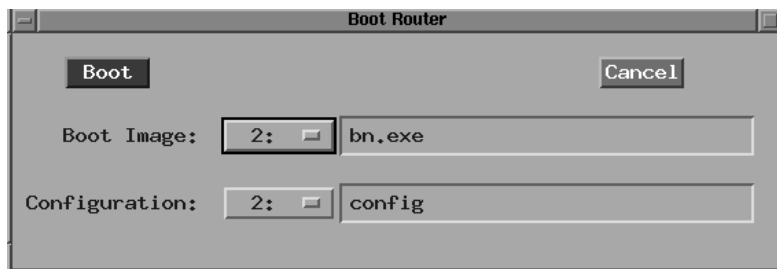 Boot Router
Boot Cancel
Boot Image: 2: bn.exe
Configuration: 2: config